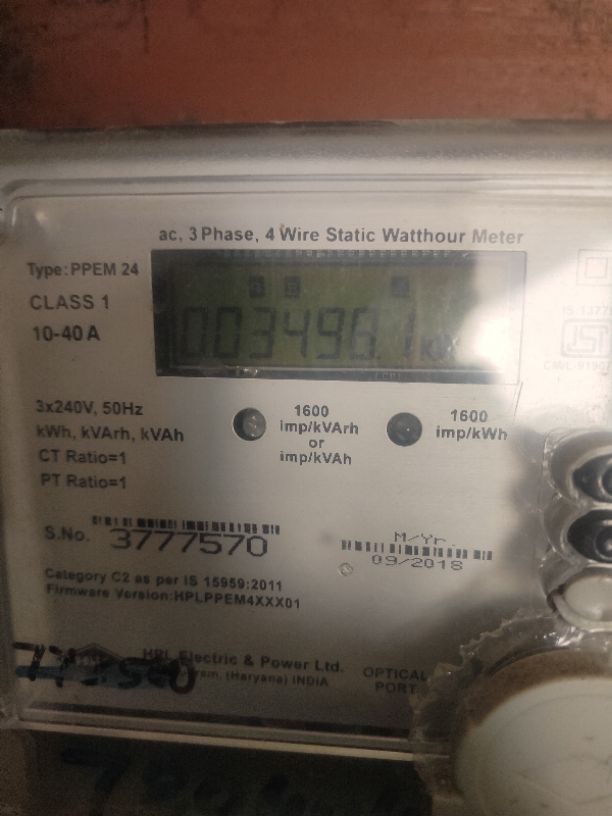 ac, 3 Phase, 4 Wire Static Watthour Meter
Type: PPEM 24
CLASS 1
10-40 A
003498.1
3x240V, 50Hz
kWh, kVArh, kVAh
CT Ratio=1
PT Ratio=1
1600
imp/kVArh
or
imp/kVAh
1600
imp/kWh
S.No. 3777570
M/Yr.
09/2018
Category C2 as per IS 15959:2011
Firmware Version:HPLPPEM4XXX01
HPL Electric & Power Ltd.
(Haryana) INDIA
OPTICAL
PORT